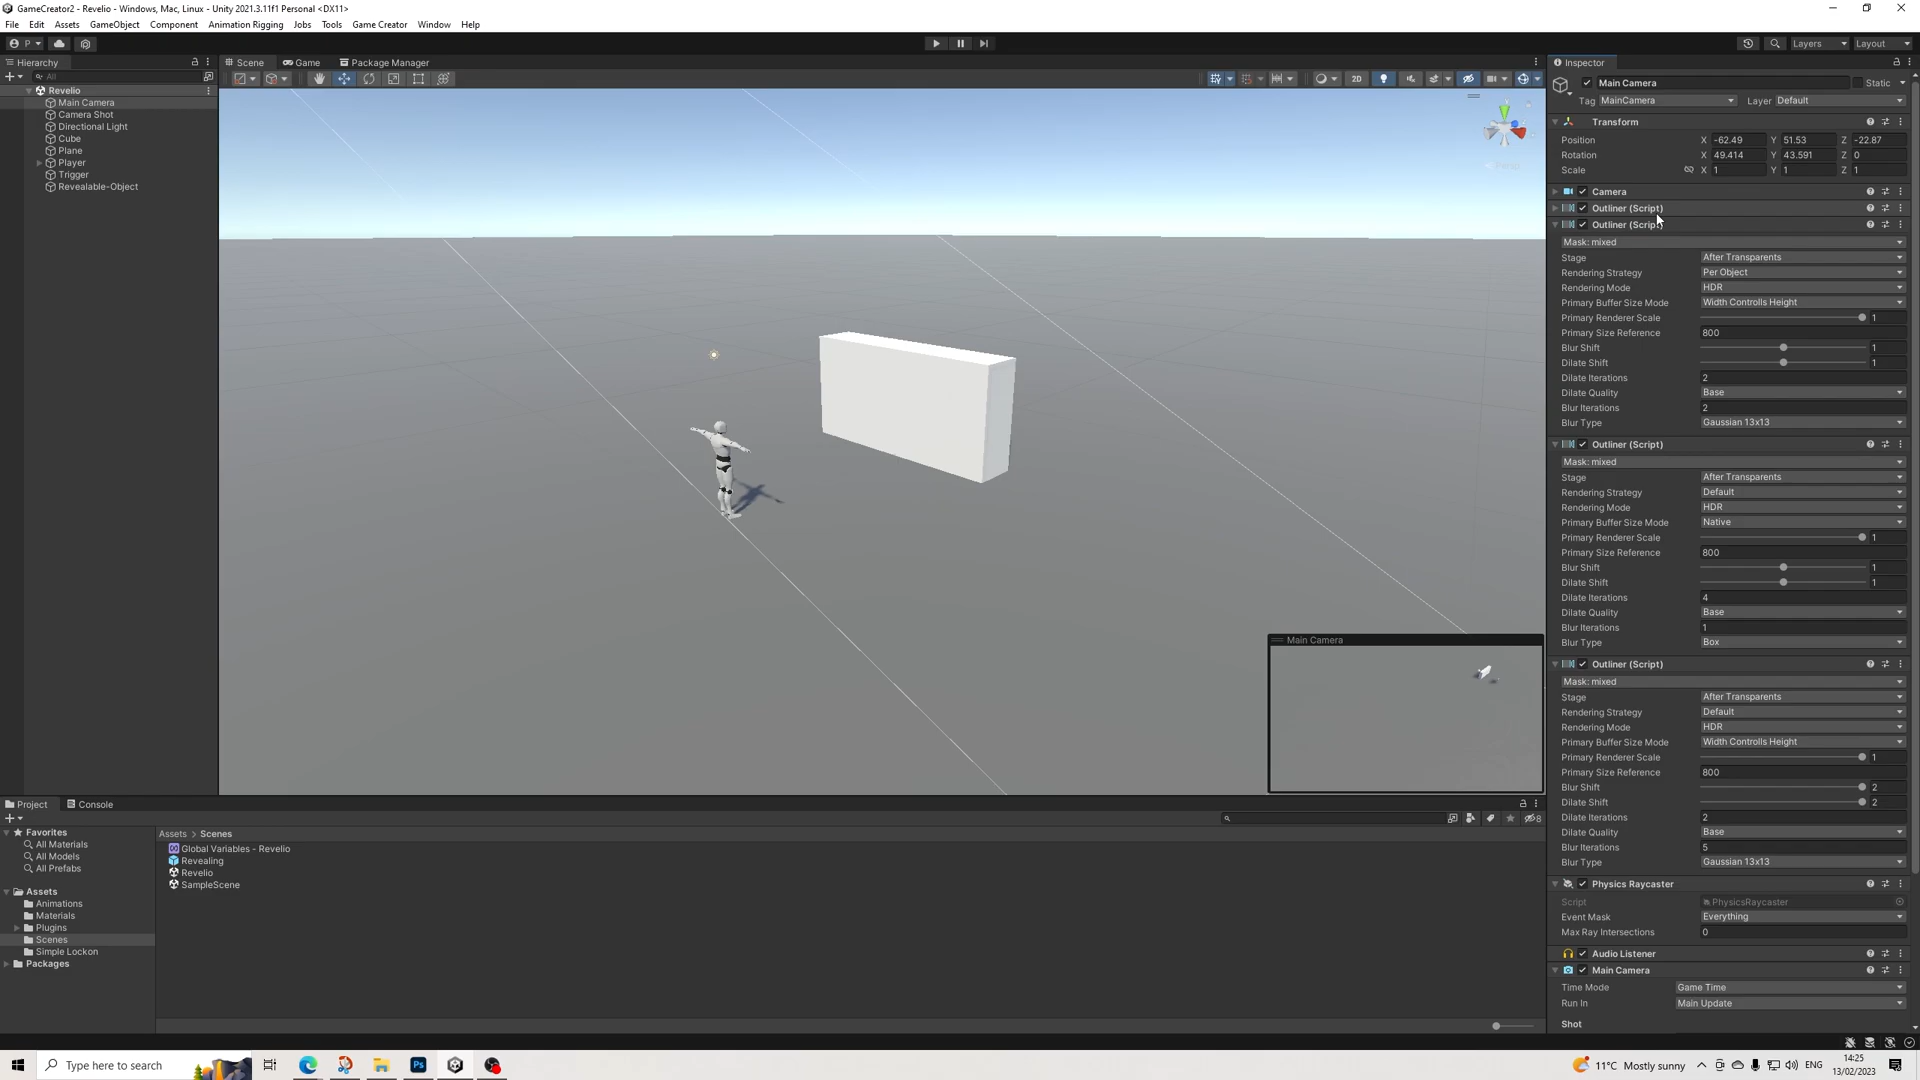 GameCreator2 - Revelio - Windows, Mac, Linux - Unity 2021.3.11f1 Personal <DX11>
File Edit Assets GameObject Component Animation Rigging Jobs Tools Game Creator Window Help
P Layers Layout
Hierarchy
All
Revelio
Main Camera
Camera Shot
Directional Light
Cube
Plane
Player
Trigger
Revealable-Object
Scene Game Package Manager
2D
Main Camera
Inspector
Main Camera Static
Tag MainCamera Layer Default
Transform
Position X -62.49 Y 51.53 Z -22.87
Rotation X 49.414 Y 43.591 Z 0
Scale X 1 Y 1 Z 1
Camera
Outliner (Script)
Outliner (Script)
Mask: mixed
Stage After Transparents
Rendering Strategy Per Object
Rendering Mode HDR
Primary Buffer Size Mode Width Controlls Height
Primary Renderer Scale 1
Primary Size Reference 800
Blur Shift 1
Dilate Shift 1
Dilate Iterations 2
Dilate Quality Base
Blur Iterations 2
Blur Type Gaussian 13x13
Outliner (Script)
Mask: mixed
Stage After Transparents
Rendering Strategy Default
Rendering Mode HDR
Primary Buffer Size Mode Native
Primary Renderer Scale 1
Primary Size Reference 800
Blur Shift 1
Dilate Shift 1
Dilate Iterations 4
Dilate Quality Base
Blur Iterations 1
Blur Type Box
Outliner (Script)
Mask: mixed
Stage After Transparents
Rendering Strategy Default
Rendering Mode HDR
Primary Buffer Size Mode Width Controlls Height
Primary Renderer Scale 1
Primary Size Reference 800
Blur Shift 2
Dilate Shift 2
Dilate Iterations 2
Dilate Quality Base
Blur Iterations 5
Blur Type Gaussian 13x13
Physics Raycaster
Script PhysicsRaycaster
Event Mask Everything
Max Ray Intersections 0
Audio Listener
Main Camera
Time Mode Game Time
Run In Main Update
Shot
Project Console
Favorites
All Materials
All Models
All Prefabs
Assets
Animations
Materials
Plugins
Scenes
Simple Lockon
Packages
Assets > Scenes
8
Global Variables - Revelio
Revealing
Revelio
SampleScene
Type here to search
11°C Mostly sunny
ENG
14:25
13/02/2023